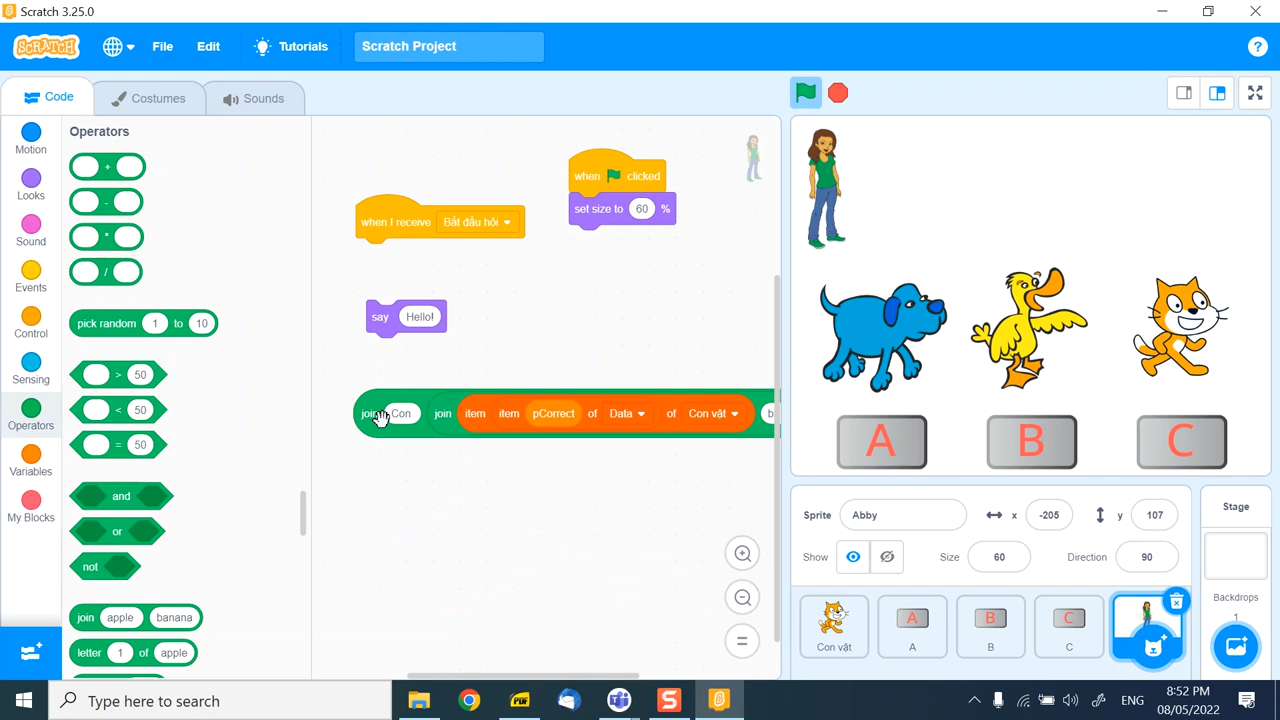 Scratch 3.25.0
SCRATCH
File
Edit
Tutorials
Scratch Project
?
Code
Costumes
Sounds
Motion
Looks
Sound
Events
Control
Sensing
Operators
Variables
My Blocks
Operators
+
-
*
/
pick random 1 to 10
> 50
< 50
= 50
and
or
not
join apple banana
letter 1 of apple
when clicked
set size to 60 %
when I receive Bắt đầu hỏi
say Hello!
join Con join item item pCorrect of Data of Con vật b
A
B
C
Sprite Abby x -205 y 107
Show Size 60 Direction 90
Con vật
A
A
B
B
C
C
Stage
Backdrops
1
Type here to search
PDF
S
ENG
8:52 PM
08/05/2022